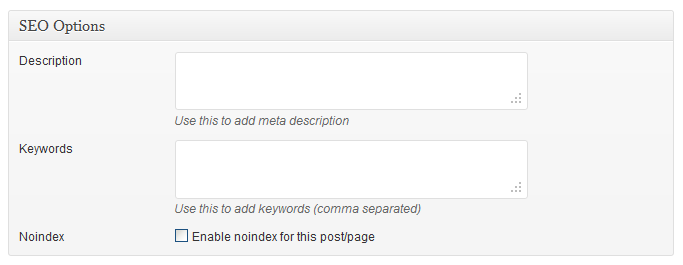 SEO Options
Description
Use this to add meta description
Keywords
Use this to add keywords (comma separated)
Noindex Enable noindex for this post/page